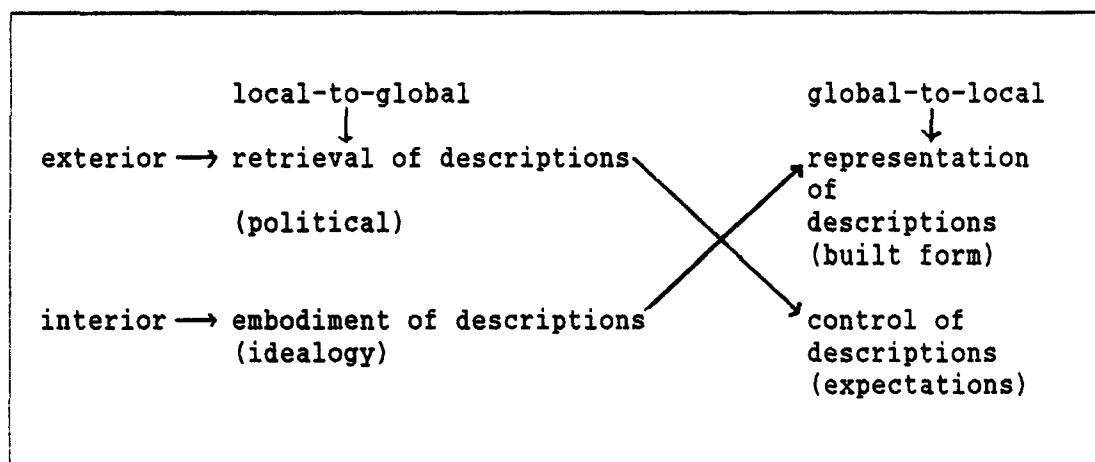 local-to-global global-to-local
exterior → retrieval of descriptions representation
of
(political) descriptions
(built form)
interior → embodiment of descriptions control of
(idealogy) descriptions
(expectations)